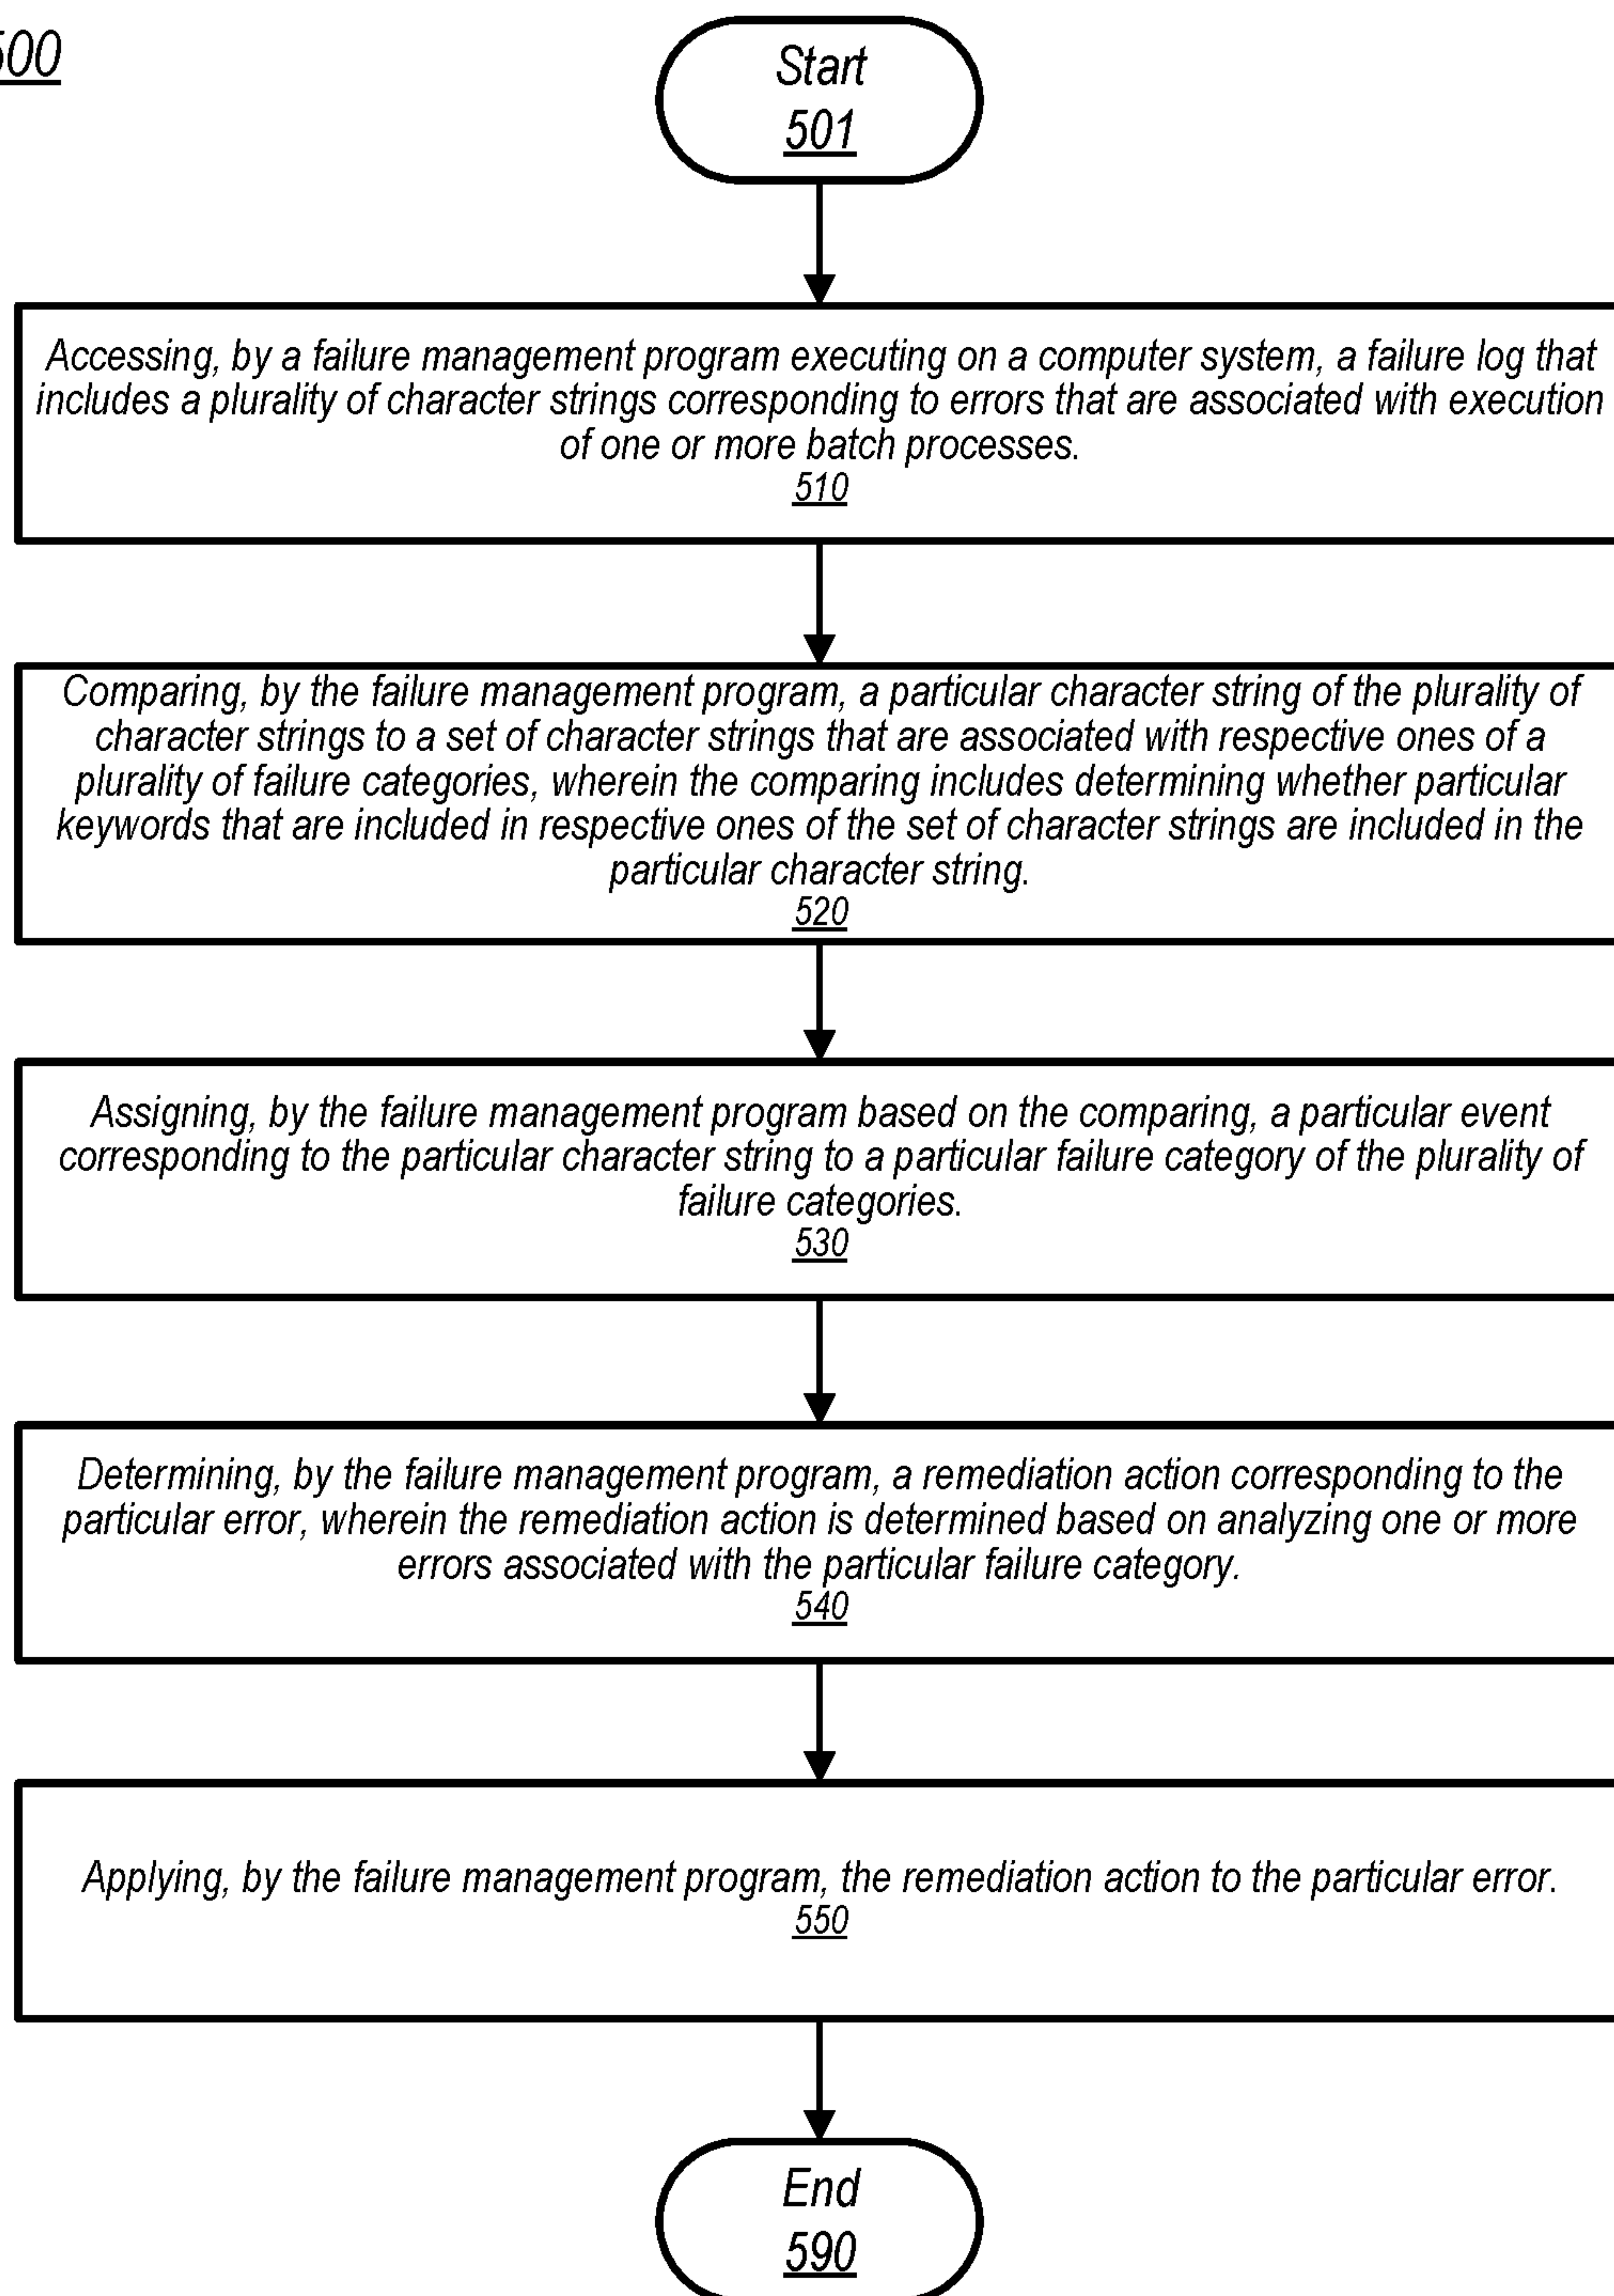 500
Start
501
Accessing, by a failure management program executing on a computer system, a failure log that
includes a plurality of character strings corresponding to errors that are associated with execution
of one or more batch processes.
510
Comparing, by the failure management program, a particular character string of the plurality of
character strings to a set of character strings that are associated with respective ones of a
plurality of failure categories, wherein the comparing includes determining whether particular
keywords that are included in respective ones of the set of character strings are included in the
particular character string.
520
Assigning, by the failure management program based on the comparing, a particular event
corresponding to the particular character string to a particular failure category of the plurality of
failure categories.
530
Determining, by the failure management program, a remediation action corresponding to the
particular error, wherein the remediation action is determined based on analyzing one or more
errors associated with the particular failure category.
540
Applying, by the failure management program, the remediation action to the particular error.
550
End
590